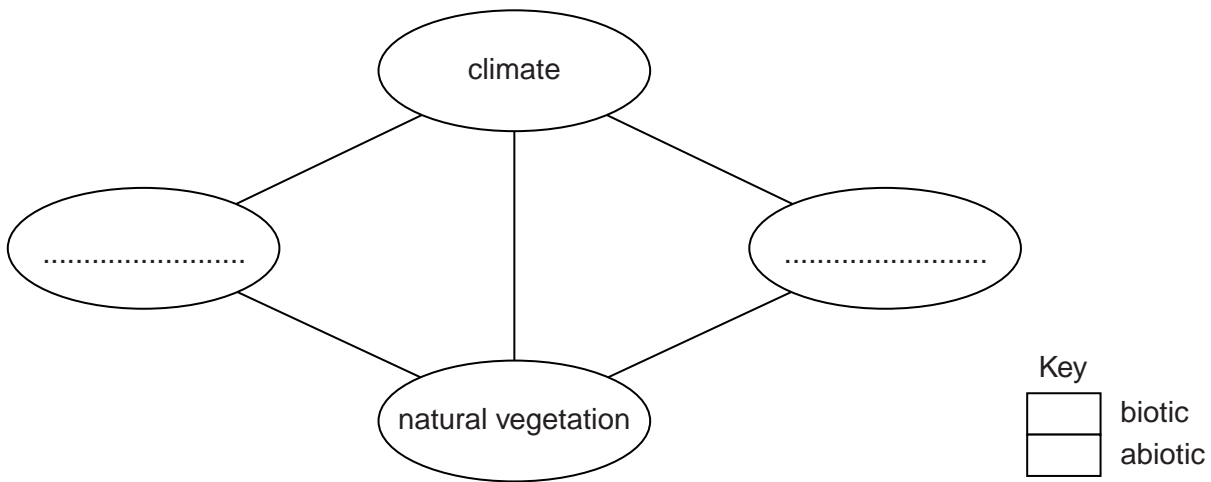 climate
......................... .........................
natural vegetation
Key
biotic
abiotic